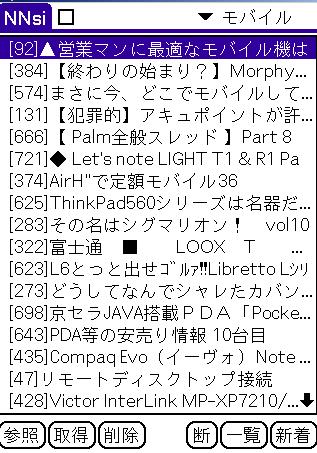 NNsi □ ▼ モバイル
[92]▲営業マンに最適なモバイル機は
[384]【終わりの始まり？】Morphy...
[574]まさに今、どこでモバイルして...
[131]【犯罪的】アキュポイントが許...
[666]【 Palm全般スレッド 】Part 8
[721]◆ Let's note LIGHT T1 & R1 Pa
[374]AirH"で定額モバイル36
[625]ThinkPad560シリーズは名器だ...
[283]その名はシグマリオン！ vol10
[322]富士通 ■ LOOX T ...
[623]L6とっと出せｺﾞﾙｧ!!Libretto Lｼﾘ
[273]どうしてなんでシャレたカバン...
[698]京セラJAVA搭載ＰＤＡ「Pocke...
[643]PDA等の安売り情報 10台目
[435]Compaq Evo（イーヴォ）Note ...
[47]リモートディスクトップ接続
[428]Victor InterLink MP-XP7210/...
参照 取得 削除 断 一覧 新着